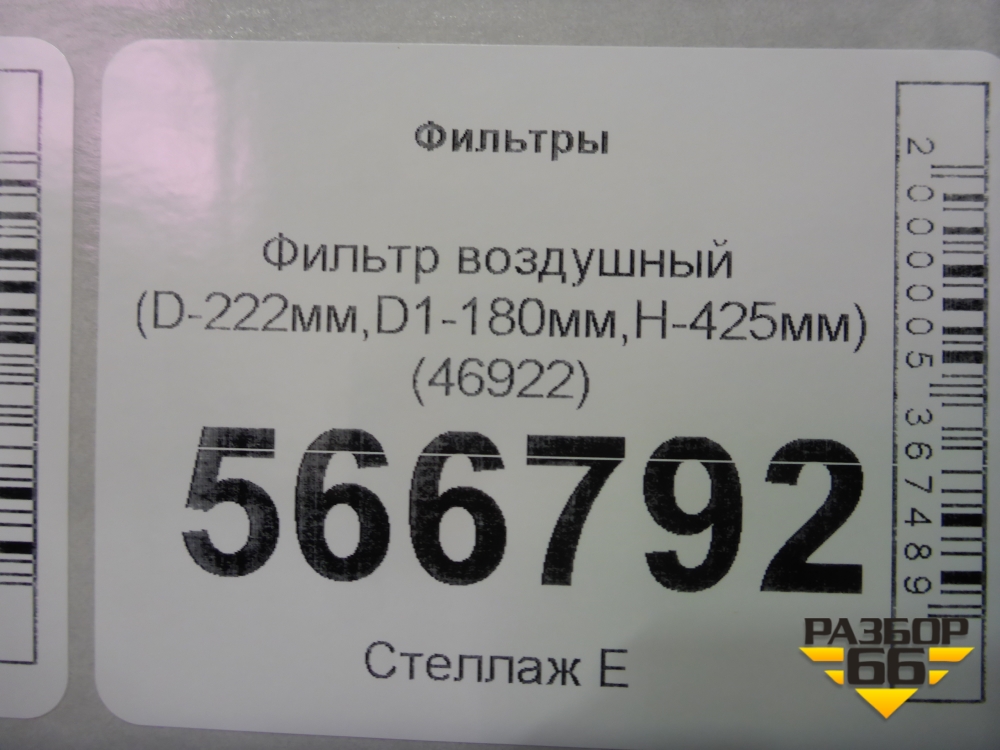 Фильтры
Фильтр воздушный
(D-222мм,D1-180мм,Н-425мм)
(46922)
566792
Стеллаж Е
2000005367489
РАЗБОР
66